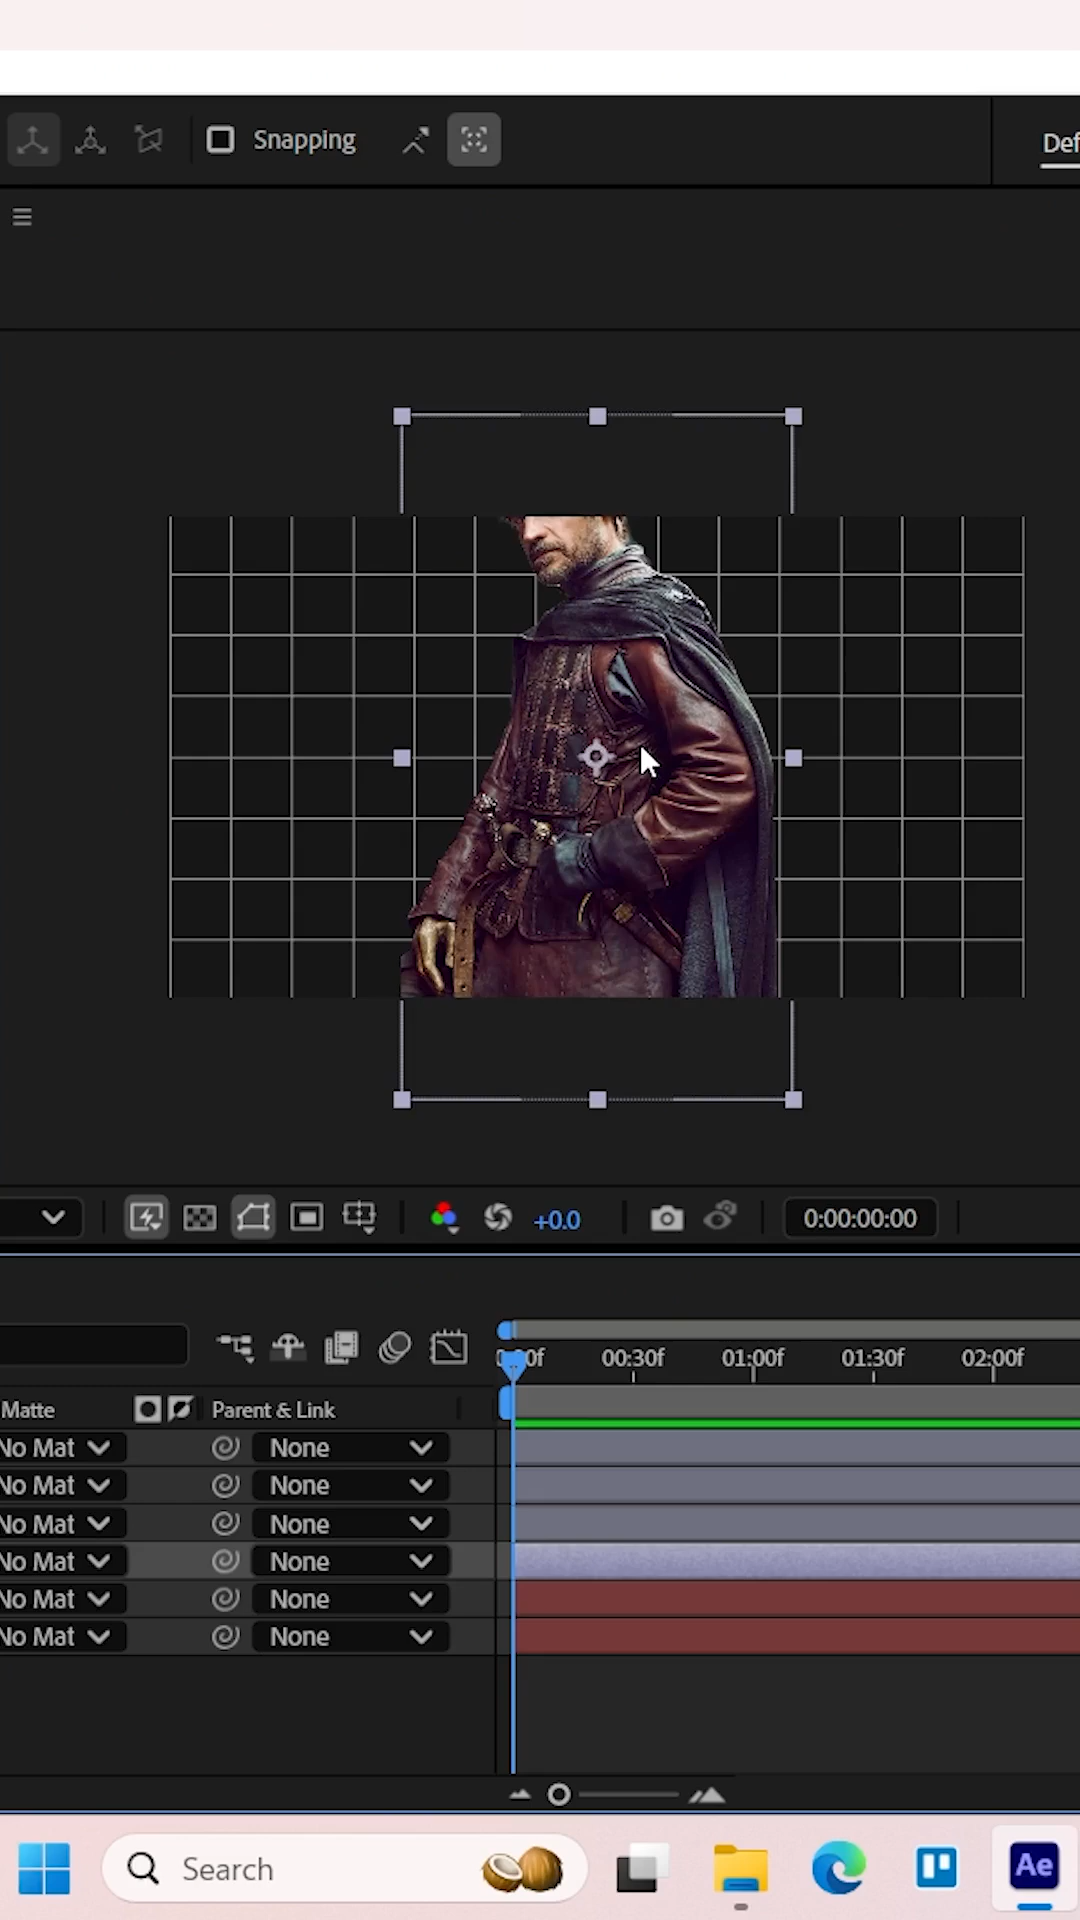 Snapping
Def
+0.0
0:00:00:00
0:00f 00:30f 01:00f 01:30f 02:00f
Matte Parent & Link
No Mat None
No Mat None
No Mat None
No Mat None
No Mat None
No Mat None
Search
Ae